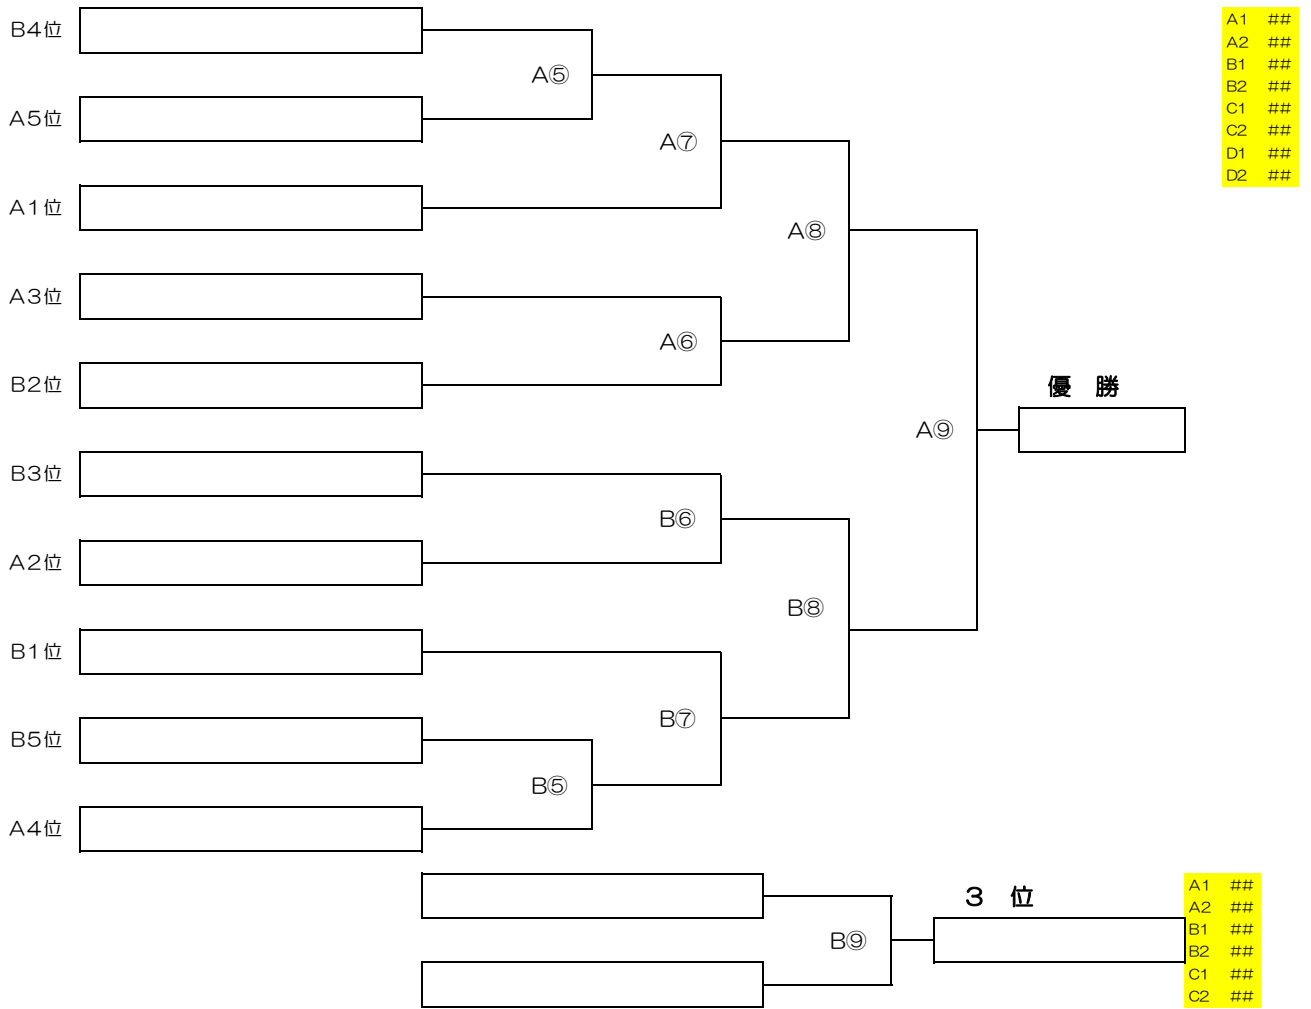 B4位
A1 ##
A2 ##
B1 ##
B2 ##
C1 ##
C2 ##
D1 ##
D2 ##
A⑤
A5位
A⑦
A1位
A⑧
A3位
A⑥
B2位
優 勝
A⑨
B3位
B⑥
A2位
B⑧
B1位
B⑦
B5位
B⑤
A4位
3 位
B⑨
A1 ##
A2 ##
B1 ##
B2 ##
C1 ##
C2 ##